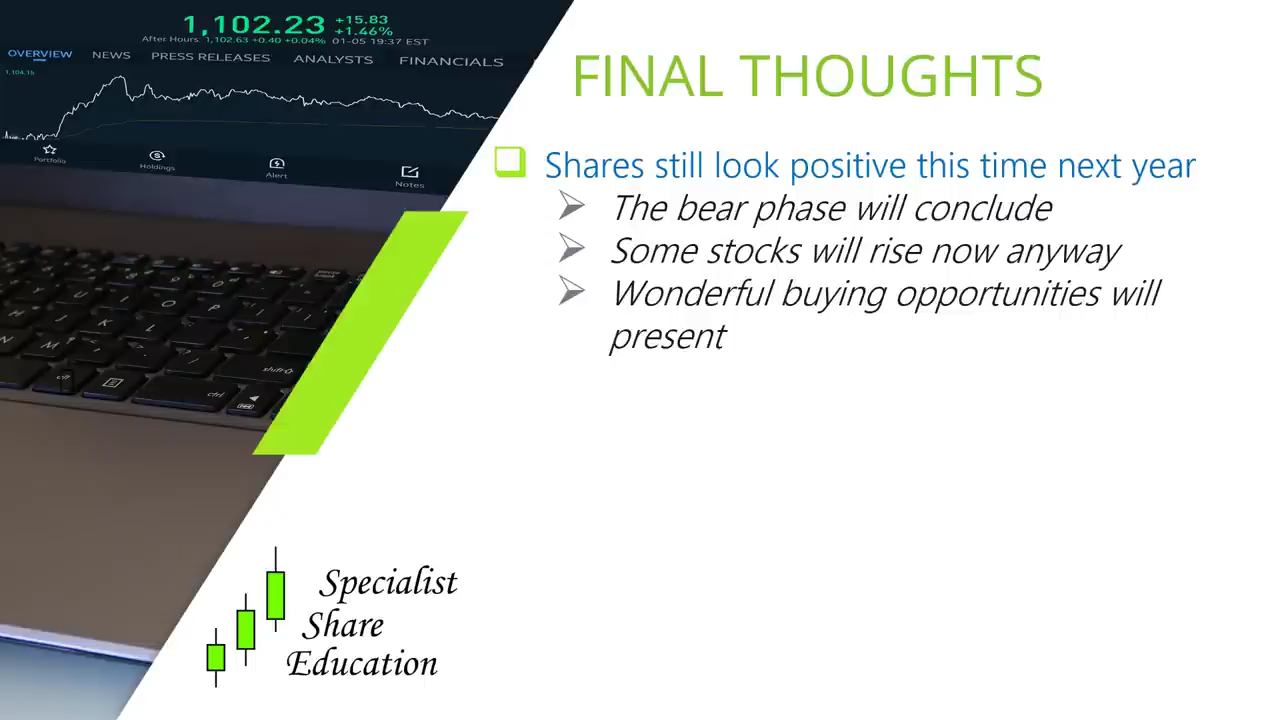 1,102.23 +15.83
+1.46%
After Hours: 1,102.63 +0.40 +0.04% 01-05 19:37 EST
OVERVIEW NEWS PRESS RELEASES ANALYSTS FINANCIALS
1,104.15
Portfolio Holdings Alert Notes
FINAL THOUGHTS
Shares still look positive this time next year
The bear phase will conclude
Some stocks will rise now anyway
Wonderful buying opportunities will
present
Specialist
Share
Education